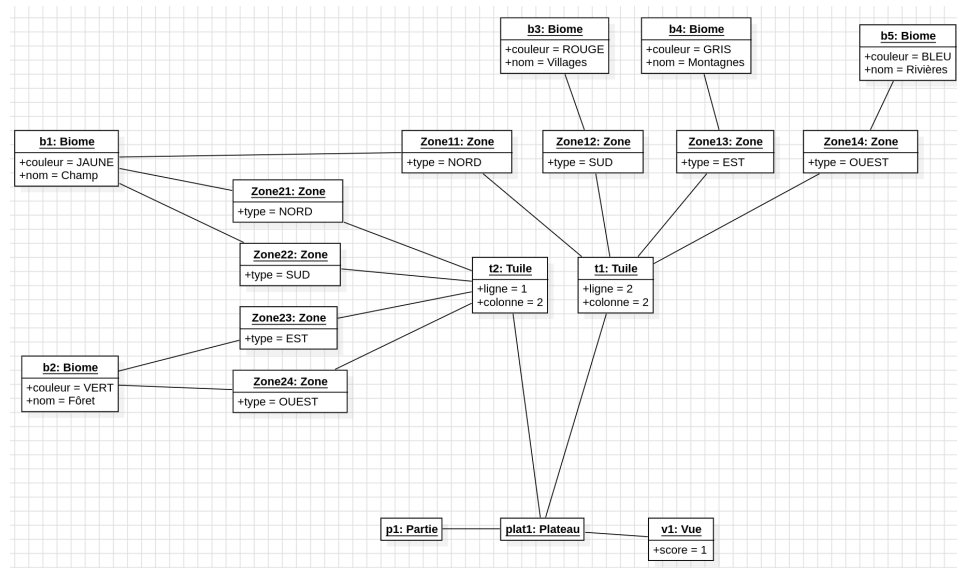 b3: Biome
+couleur = ROUGE
+nom = Villages
b4: Biome
+couleur = GRIS
+nom = Montagnes
b5: Biome
+couleur = BLEU
+nom = Rivières
b1: Biome
+couleur = JAUNE
+nom = Champ
Zone11: Zone
+type = NORD
Zone12: Zone
+type = SUD
Zone13: Zone
+type = EST
Zone14: Zone
+type = OUEST
Zone21: Zone
+type = NORD
Zone22: Zone
+type = SUD
t2: Tuile
+ligne = 1
+colonne = 2
t1: Tuile
+ligne = 2
+colonne = 2
Zone23: Zone
+type = EST
b2: Biome
+couleur = VERT
+nom = Fôret
Zone24: Zone
+type = OUEST
p1: Partie
plat1: Plateau
v1: Vue
+score = 1